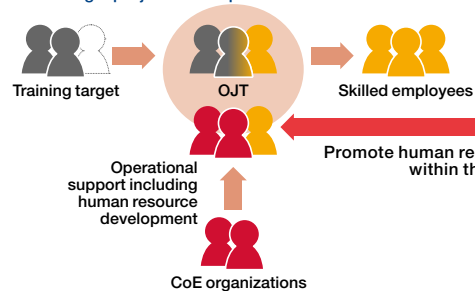 Training target
OJT
Skilled employees
Promote human re
within th
Operational
support including
human resource
development
CoE organizations